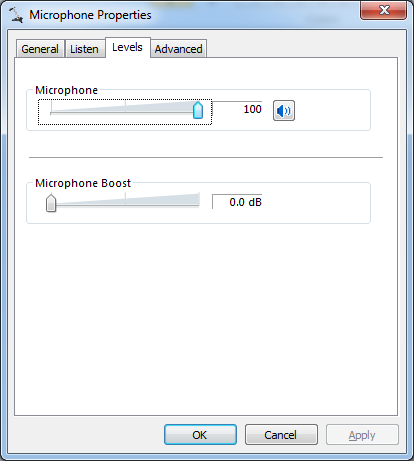 Microphone Properties
General Listen Levels Advanced
Microphone
100
Microphone Boost
0.0 dB
OK Cancel Apply